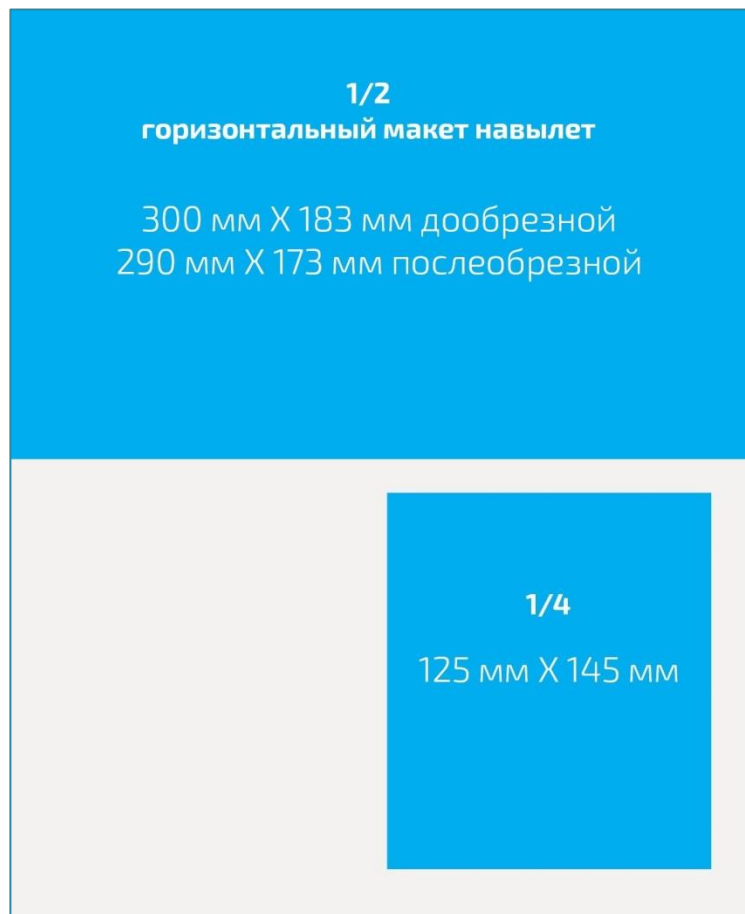 1/2
горизонтальный макет навылет
300 мм X 183 мм дообрезной
290 мм X 173 мм послеобрезной
1/4
125 мм X 145 мм